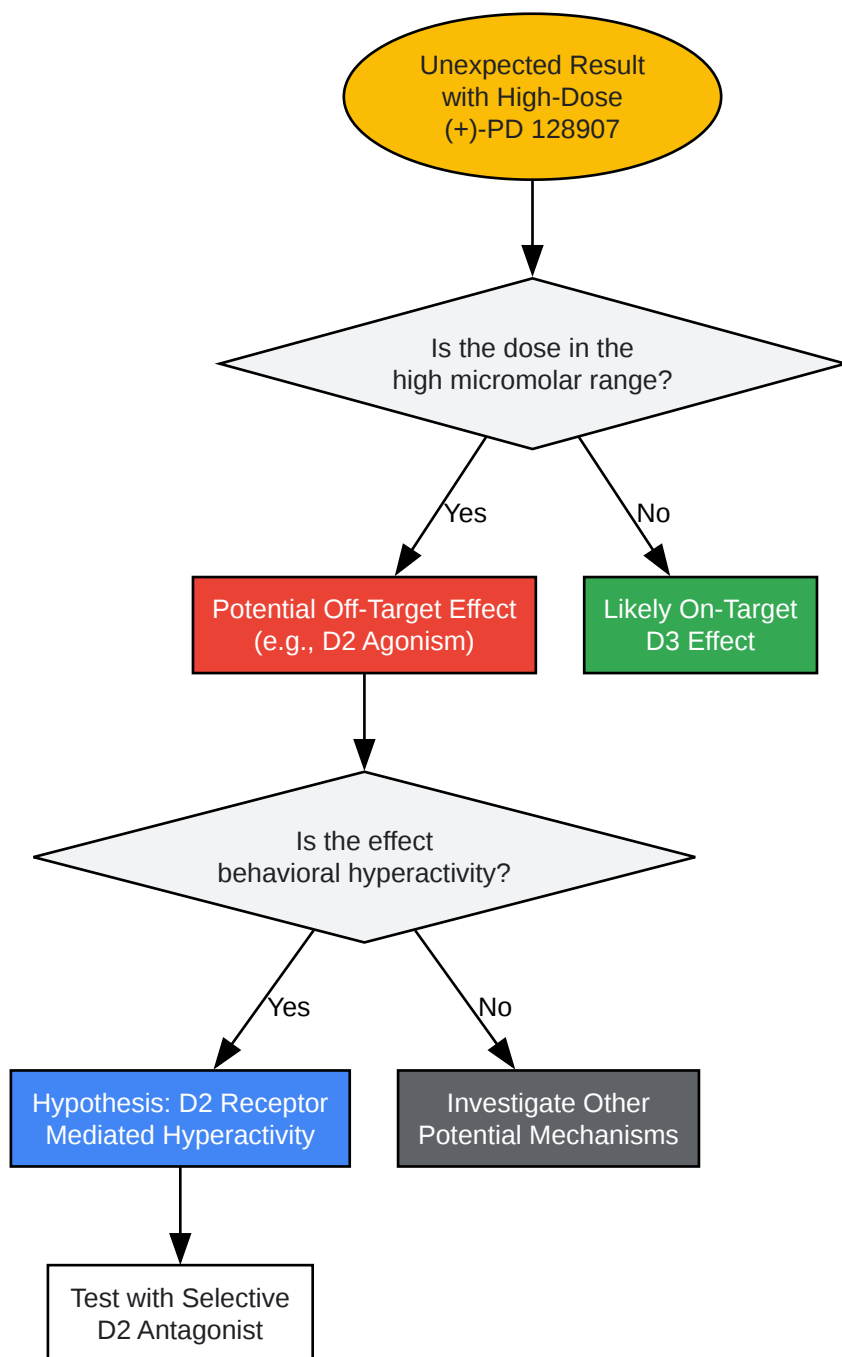 Unexpected Result
with High-Dose
(+)-PD 128907
Is the dose in the
high micromolar range?
Yes
No
Potential Off-Target Effect
(e.g., D2 Agonism)
Likely On-Target
D3 Effect
Is the effect
behavioral hyperactivity?
Yes
No
Hypothesis: D2 Receptor
Mediated Hyperactivity
Investigate Other
Potential Mechanisms
Test with Selective
D2 Antagonist